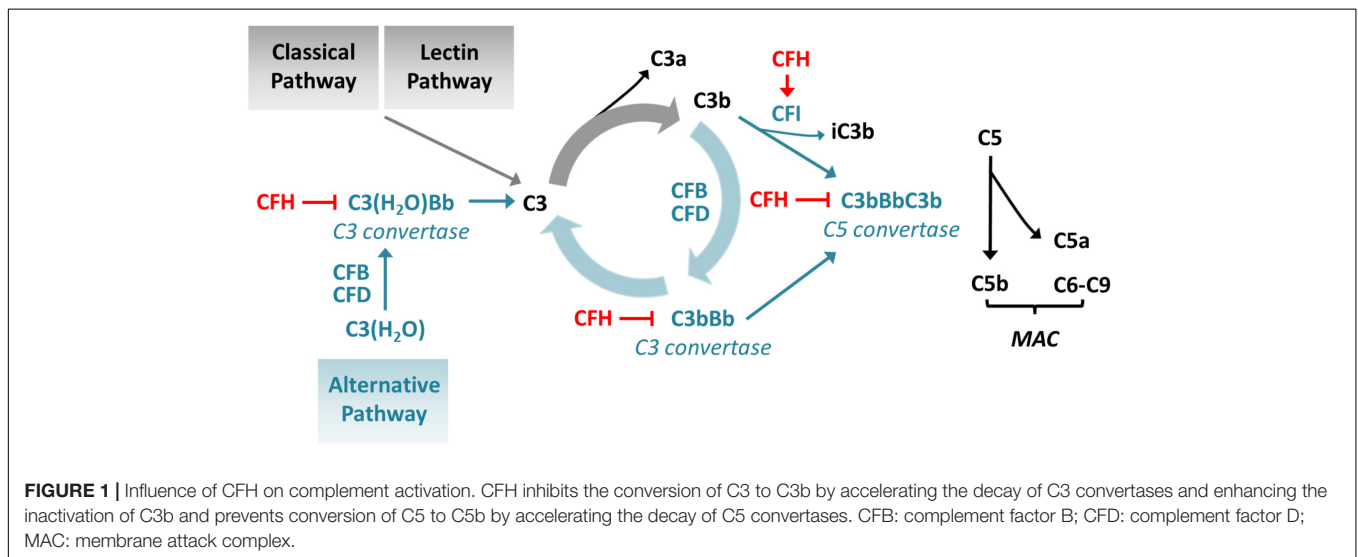 Classical
Pathway
Lectin
Pathway
C3a
CFH
C3b
CFI
iC3b
C5
CFH
C3(H₂O)Bb
C3
CFB
CFD
CFH
C3bBbC3b
C3 convertase
C5 convertase
C5a
CFB
CFD
C5b
C6-C9
CFH
C3bBb
C3(H₂O)
C3 convertase
MAC
Alternative
Pathway
FIGURE 1 | Influence of CFH on complement activation. CFH inhibits the conversion of C3 to C3b by accelerating the decay of C3 convertases and enhancing the
inactivation of C3b and prevents conversion of C5 to C5b by accelerating the decay of C5 convertases. CFB: complement factor B; CFD: complement factor D;
MAC: membrane attack complex.